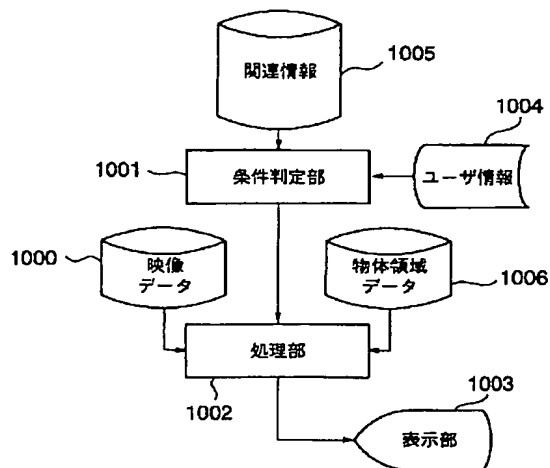 関連情報
1005
1004
1001
条件判定部
ユーザ情報
1000
映像
データ
物体領域
データ
1006
処理部
1002
1003
表示部